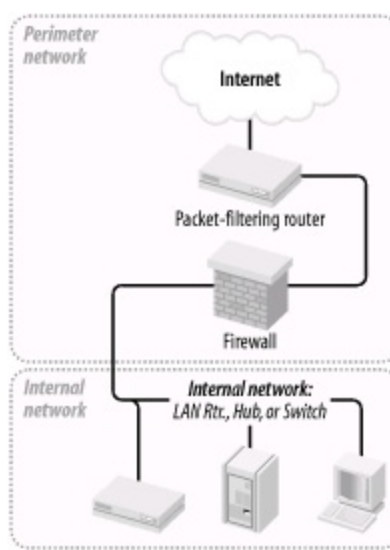 Perimeter
network
Internet
Packet-filtering router
Firewall
Internal
network
Internal network:
LAN Rtr., Hub, or Switch